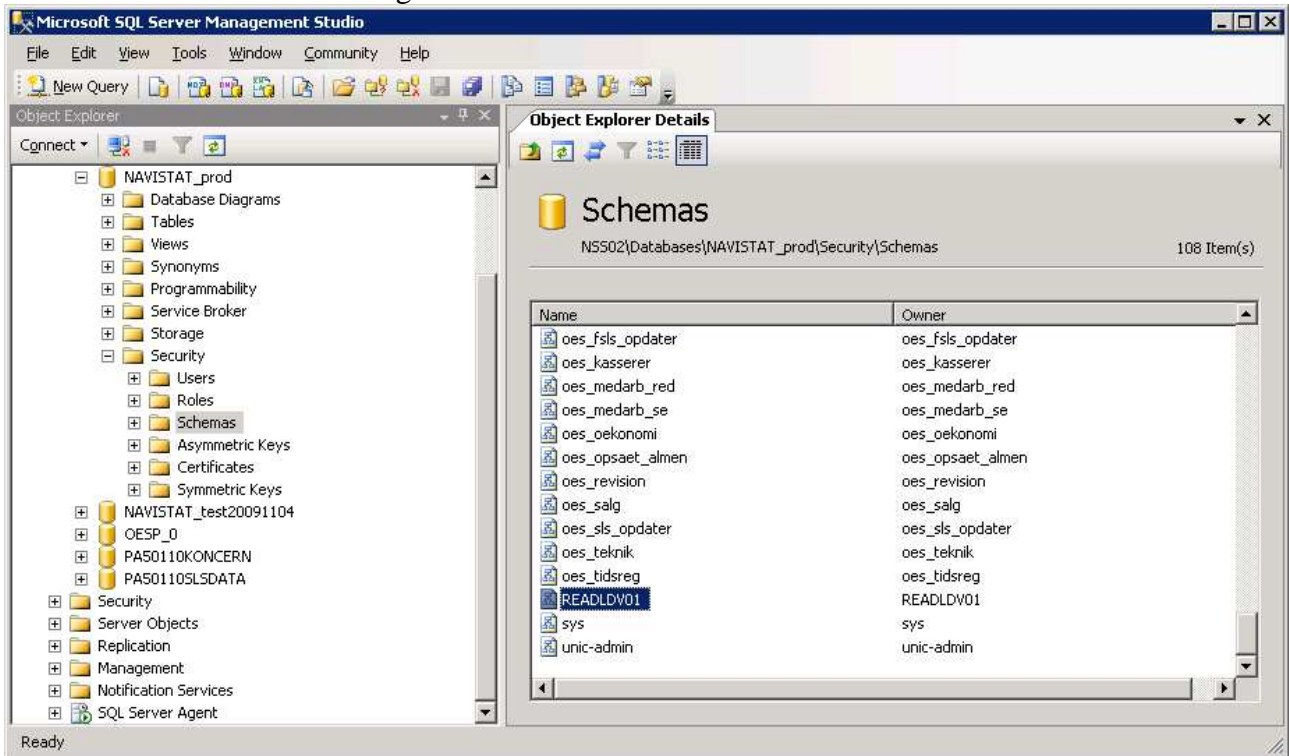 Microsoft SQL Server Management Studio
File Edit View Tools Window Community Help
New Query
Object Explorer
Connect
NAVISTAT_prod
Database Diagrams
Tables
Views
Synonyms
Programmability
Service Broker
Storage
Security
Users
Roles
Schemas
Asymmetric Keys
Certificates
Symmetric Keys
NAVISTAT_test20091104
OESP_0
PA50110KONCERN
PA50110SLSDATA
Security
Server Objects
Replication
Management
Notification Services
SQL Server Agent
Object Explorer Details
Schemas
NSS02\Databases\NAVISTAT_prod\Security\Schemas 108 Item(s)
Name Owner
oes_fsls_opdater oes_fsls_opdater
oes_kasserer oes_kasserer
oes_medarb_red oes_medarb_red
oes_medarb_se oes_medarb_se
oes_oekonomi oes_oekonomi
oes_opsaet_almen oes_opsaet_almen
oes_revision oes_revision
oes_salg oes_salg
oes_sls_opdater oes_sls_opdater
oes_teknik oes_teknik
oes_tidsreg oes_tidsreg
READLDV01 READLDV01
sys sys
unic-admin unic-admin
Ready